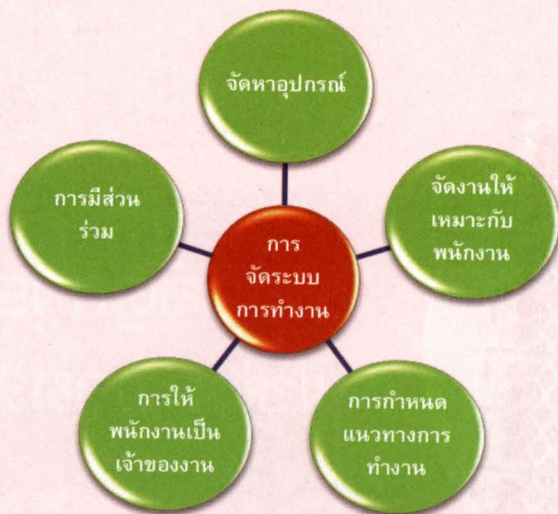 จัดหาอุปกรณ์
จัดงานให้
เหมาะกับ
พนักงาน
การกำหนด
แนวทางการ
ทำงาน
การให้
พนักงานเป็น
เจ้าของงาน
การมีส่วน
ร่วม
การ
จัดระบบ
การทำงาน